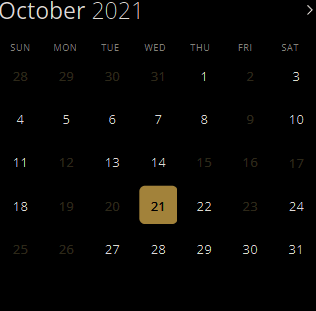 October 2021
SUN MON TUE WED THU FRI SAT
28 29 30 31 1 2 3
4 5 6 7 8 9 10
11 12 13 14 15 16 17
18 19 20 21 22 23 24
25 26 27 28 29 30 31